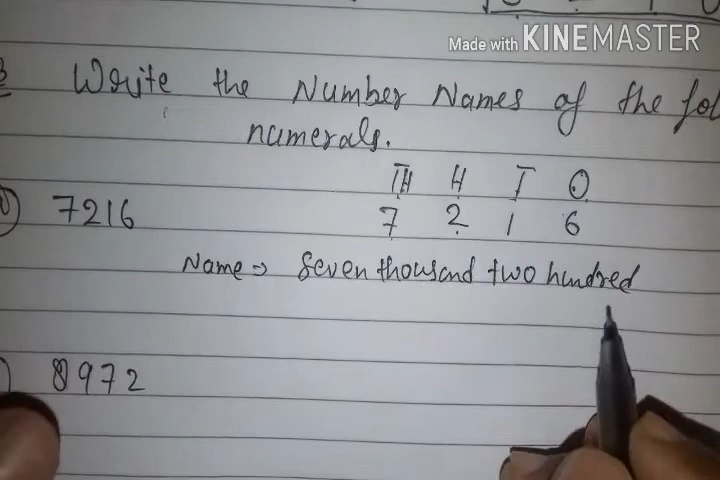 Made with KINEMASTER
Write the Number Names of the fol
numerals.
TH H T O
7216 7 2 1 6
Name => Seven thousand two hundred
8972